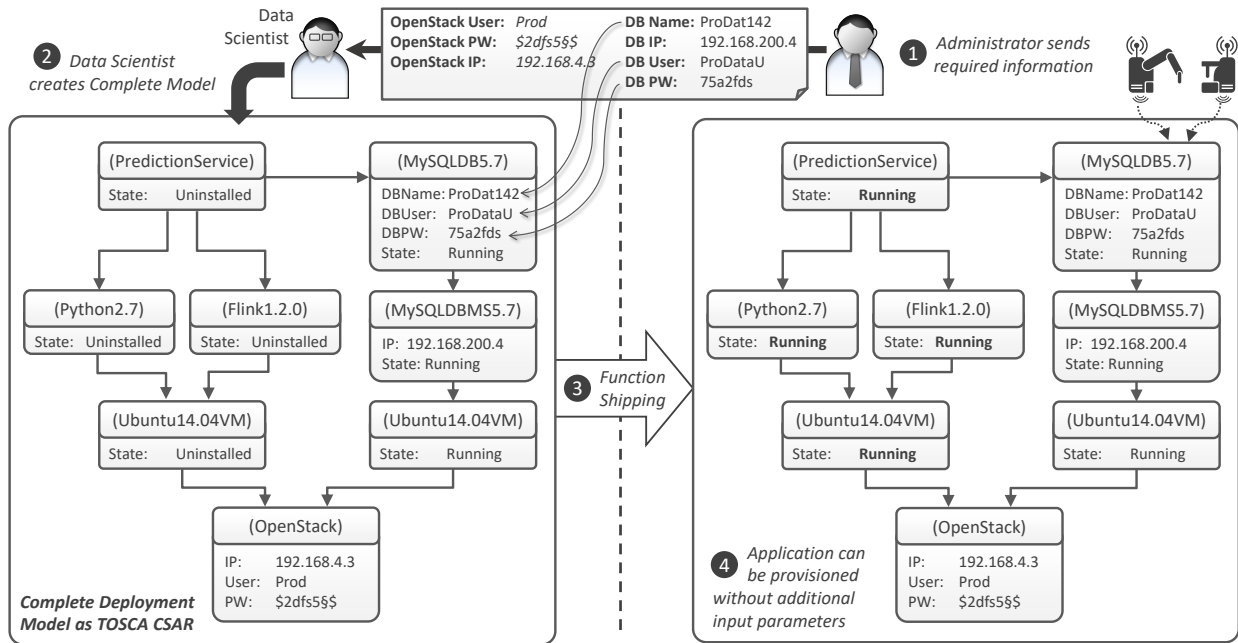 Data
Scientist
OpenStack User: Prod
OpenStack PW: $2dfs5§$
OpenStack IP: 192.168.4.3
DB Name: ProDat142
DB IP: 192.168.200.4
DB User: ProDataU
DB PW: 75a2fds
1 Administrator sends
required information
2 Data Scientist
creates Complete Model
(PredictionService)
State: Uninstalled
(MySQLDB5.7)
DBName: ProDat142
DBUser: ProDataU
DBPW: 75a2fds
State: Running
(Python2.7)
State: Uninstalled
(Flink1.2.0)
State: Uninstalled
(MySQLDBMS5.7)
IP: 192.168.200.4
State: Running
(Ubuntu14.04VM)
State: Uninstalled
(Ubuntu14.04VM)
State: Running
(OpenStack)
IP: 192.168.4.3
User: Prod
PW: $2dfs5§$
Complete Deployment
Model as TOSCA CSAR
3 Function
Shipping
(PredictionService)
State: Running
(MySQLDB5.7)
DBName: ProDat142
DBUser: ProDataU
DBPW: 75a2fds
State: Running
(Python2.7)
State: Running
(Flink1.2.0)
State: Running
(MySQLDBMS5.7)
IP: 192.168.200.4
State: Running
(Ubuntu14.04VM)
State: Running
(Ubuntu14.04VM)
State: Running
(OpenStack)
IP: 192.168.4.3
User: Prod
PW: $2dfs5§$
4 Application can
be provisioned
without additional
input parameters